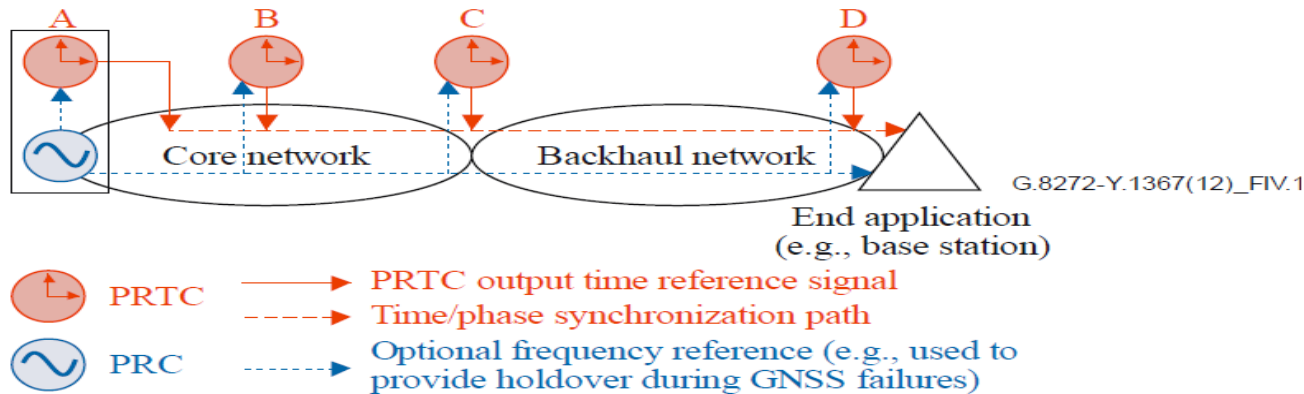 A
B
C
D
Core network
Backhaul network
G.8272-Y.1367(12)_FIV.1
End application
(e.g., base station)
PRTC
PRTC output time reference signal
Time/phase synchronization path
PRC
Optional frequency reference (e.g., used to
provide holdover during GNSS failures)